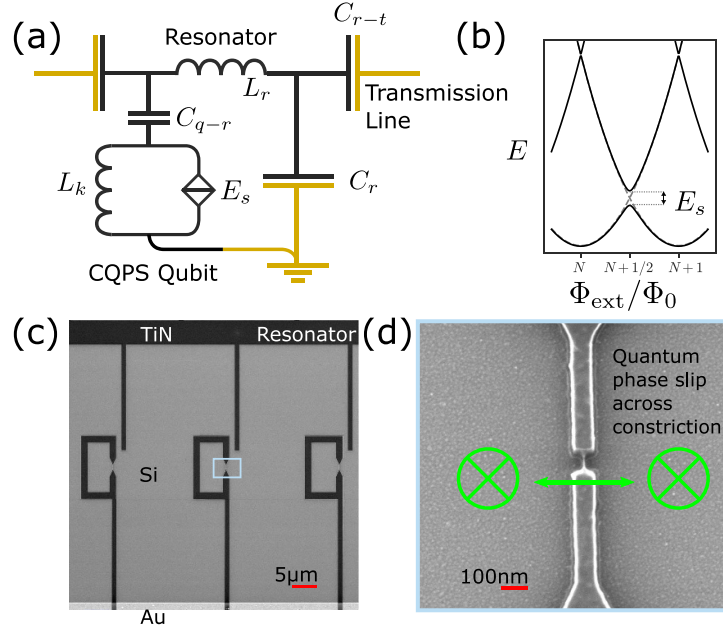 (a)
Resonator
C_{r-t}
L_r
Transmission
Line
C_{q-r}
L_k
E_s
C_r
CQPS Qubit
(b)
E
E_s
N
N+1/2
N+1
Φ_ext/Φ_0
(c)
TiN
Resonator
Si
5μm
Au
(d)
Quantum
phase slip
across
constriction
100nm